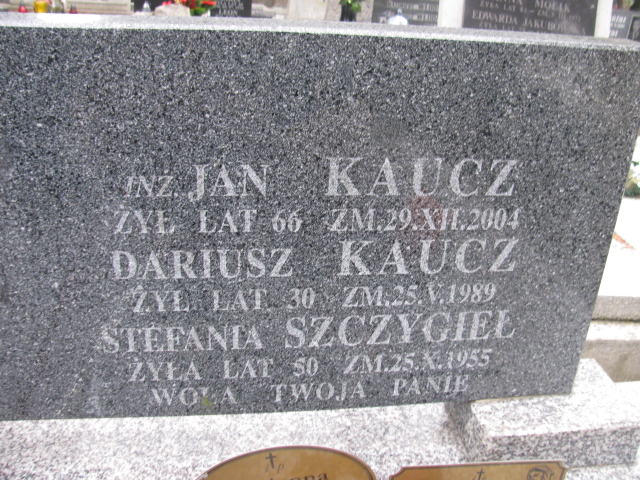 MOLAK
INŻ. JAN KAUCZ
ŻYŁ LAT 66 ZM.29.XII.2004
DARIUSZ KAUCZ
ŻYŁ LAT 30 ZM.25.V.1989
STEFANIA SZCZYGIEŁ
ŻYŁA LAT 50 ZM.25.X.1955
WOLA TWOJA PANIE